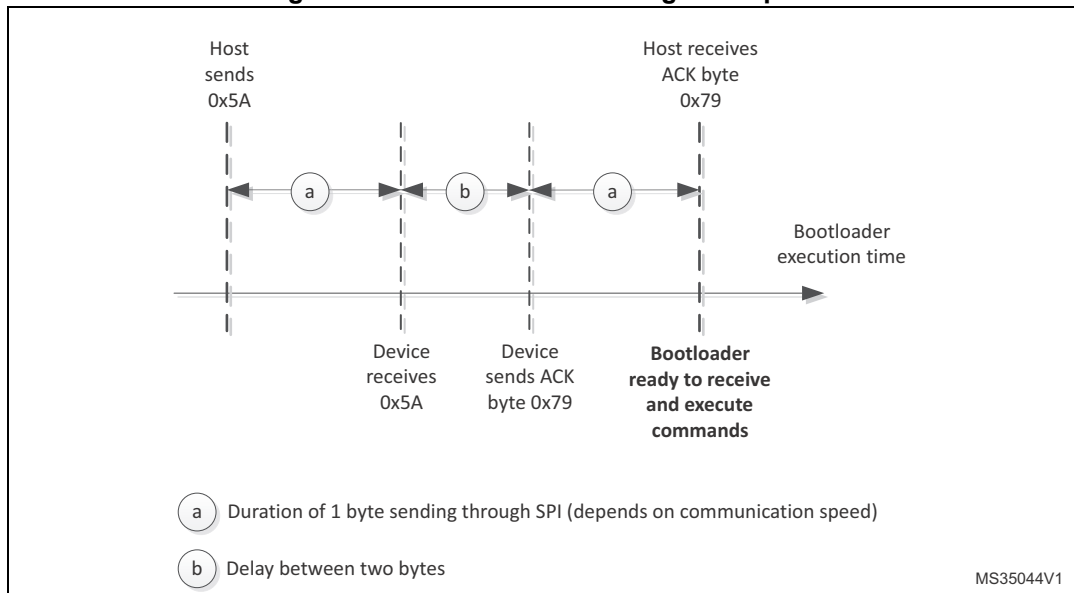 Host
sends
0x5A
Host receives
ACK byte
0x79
a
b
a
Bootloader
execution time
Device
receives
0x5A
Device
sends ACK
byte 0x79
Bootloader
ready to receive
and execute
commands
a Duration of 1 byte sending through SPI (depends on communication speed)
b Delay between two bytes
MS35044V1